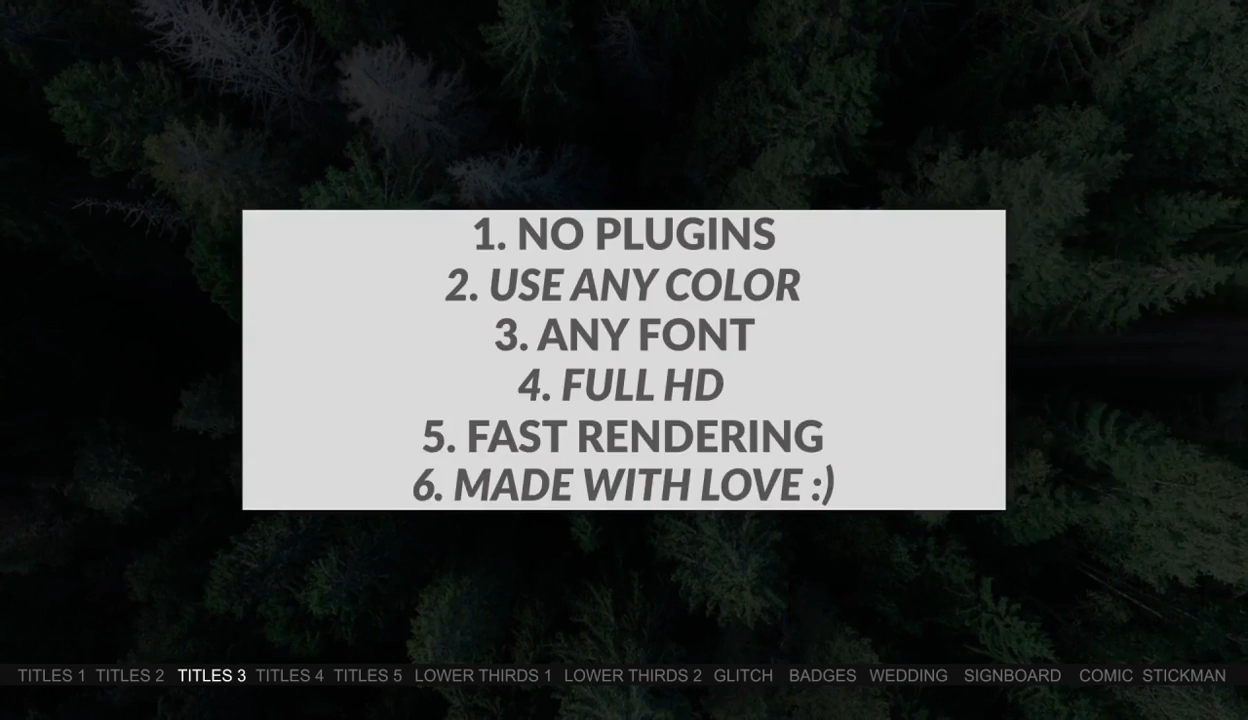 1. NO PLUGINS
2. USE ANY COLOR
3. ANY FONT
4. FULL HD
5. FAST RENDERING
6. MADE WITH LOVE :)
TITLES 1 TITLES 2 TITLES 3 TITLES 4 TITLES 5 LOWER THIRDS 1 LOWER THIRDS 2 GLITCH BADGES WEDDING SIGNBOARD COMIC STICKMAN